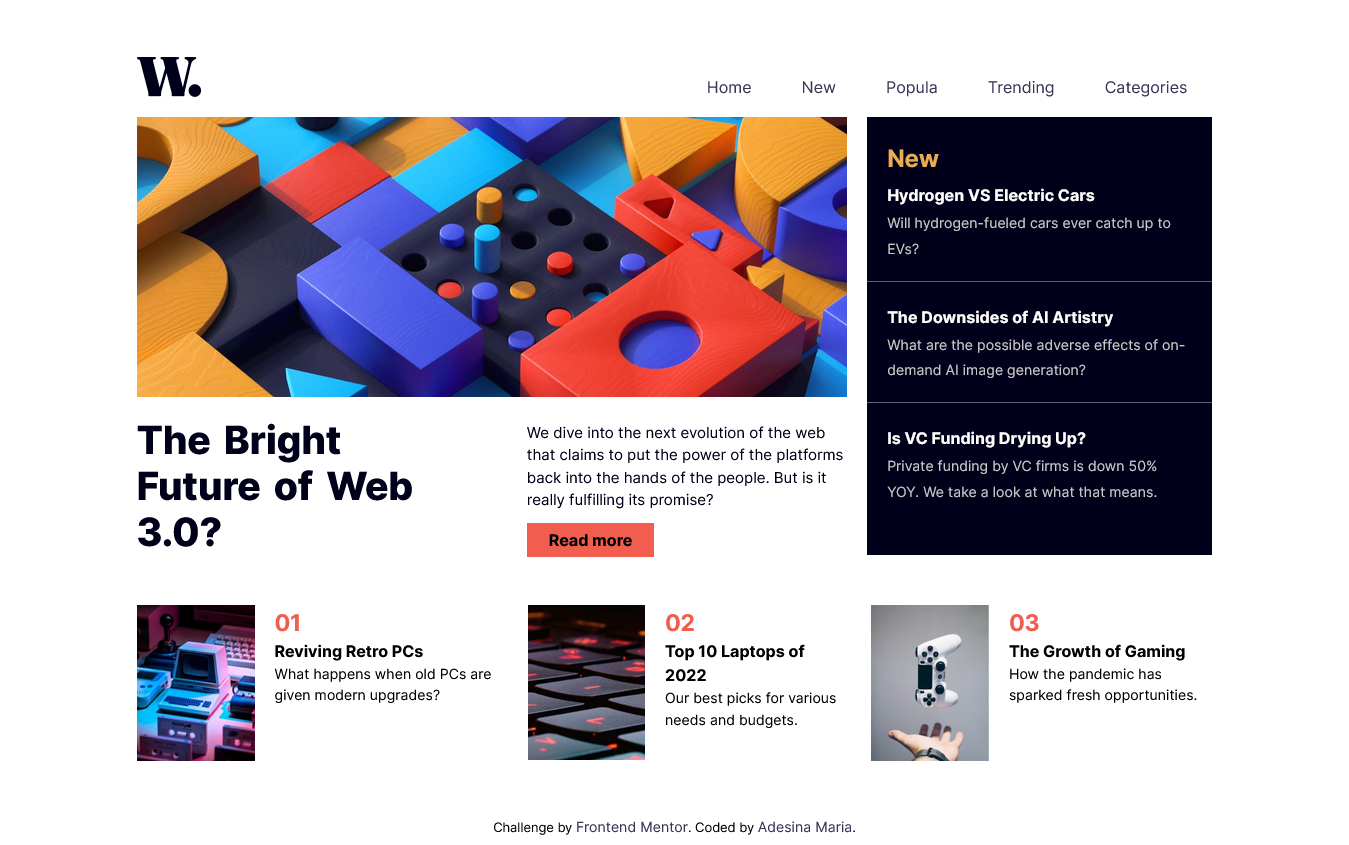 W.
Home New Popula Trending Categories
New
Hydrogen VS Electric Cars
Will hydrogen-fueled cars ever catch up to
EVs?
The Downsides of AI Artistry
What are the possible adverse effects of on-
demand AI image generation?
Is VC Funding Drying Up?
Private funding by VC firms is down 50%
YOY. We take a look at what that means.
The Bright
Future of Web
3.0?
We dive into the next evolution of the web
that claims to put the power of the platforms
back into the hands of the people. But is it
really fulfilling its promise?
Read more
01
Reviving Retro PCs
What happens when old PCs are
given modern upgrades?
02
Top 10 Laptops of
2022
Our best picks for various
needs and budgets.
03
The Growth of Gaming
How the pandemic has
sparked fresh opportunities.
Challenge by Frontend Mentor. Coded by Adesina Maria.